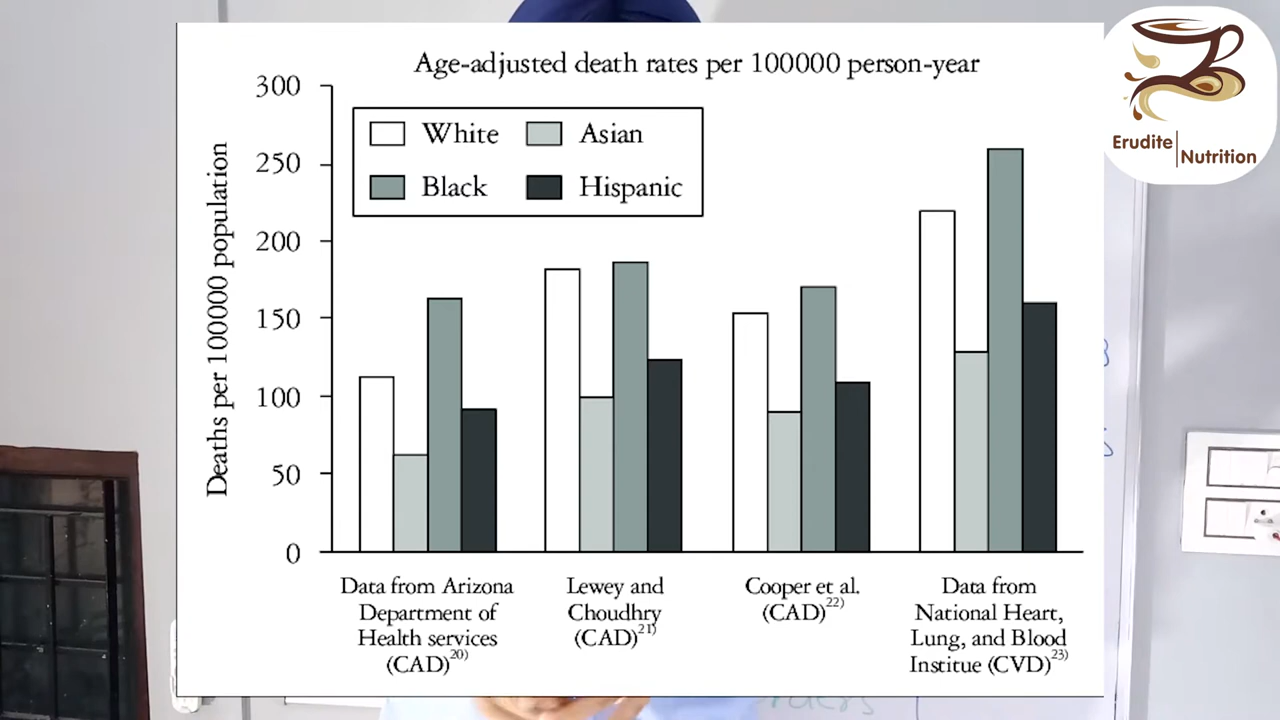 Age-adjusted death rates per 100000 person-year
Erudite
Nutrition
300
250
200
150
100
50
0
Deaths per 100000 population
White
Asian
Black
Hispanic
Data from Arizona
Department of
Health services
(CAD)20)
Lewey and
Choudhry
(CAD)21)
Cooper et al.
(CAD)22)
Data from
National Heart,
Lung, and Blood
Institue (CVD)23)